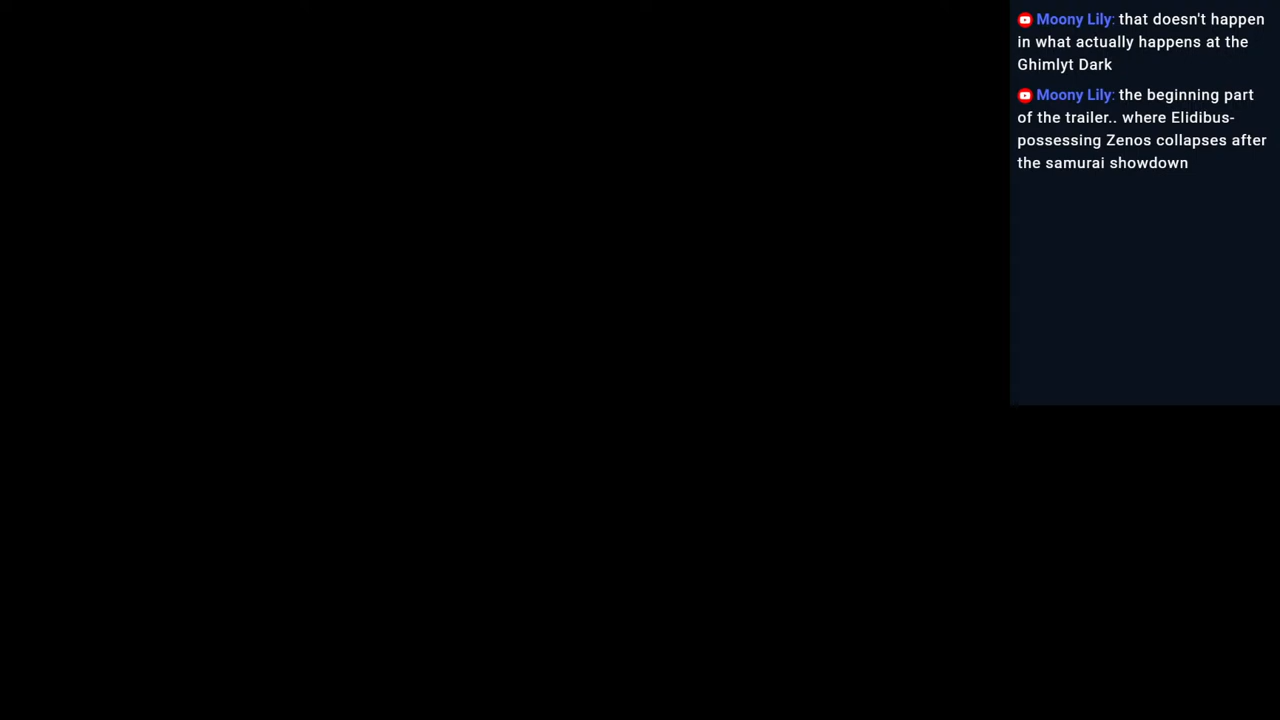 Moony Lily: that doesn't happen
in what actually happens at the
Ghimlyt Dark
Moony Lily: the beginning part
of the trailer.. where Elidibus-
possessing Zenos collapses after
the samurai showdown